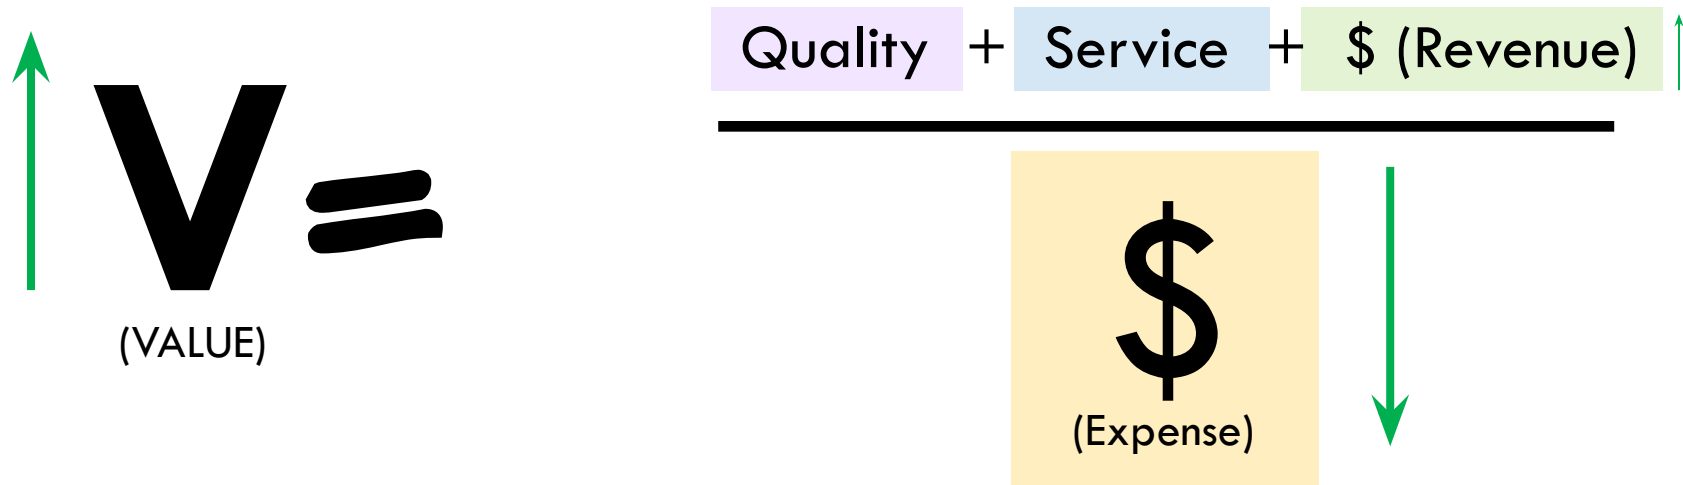 Quality + Service + $ (Revenue)
V=
$
(VALUE)
(Expense)